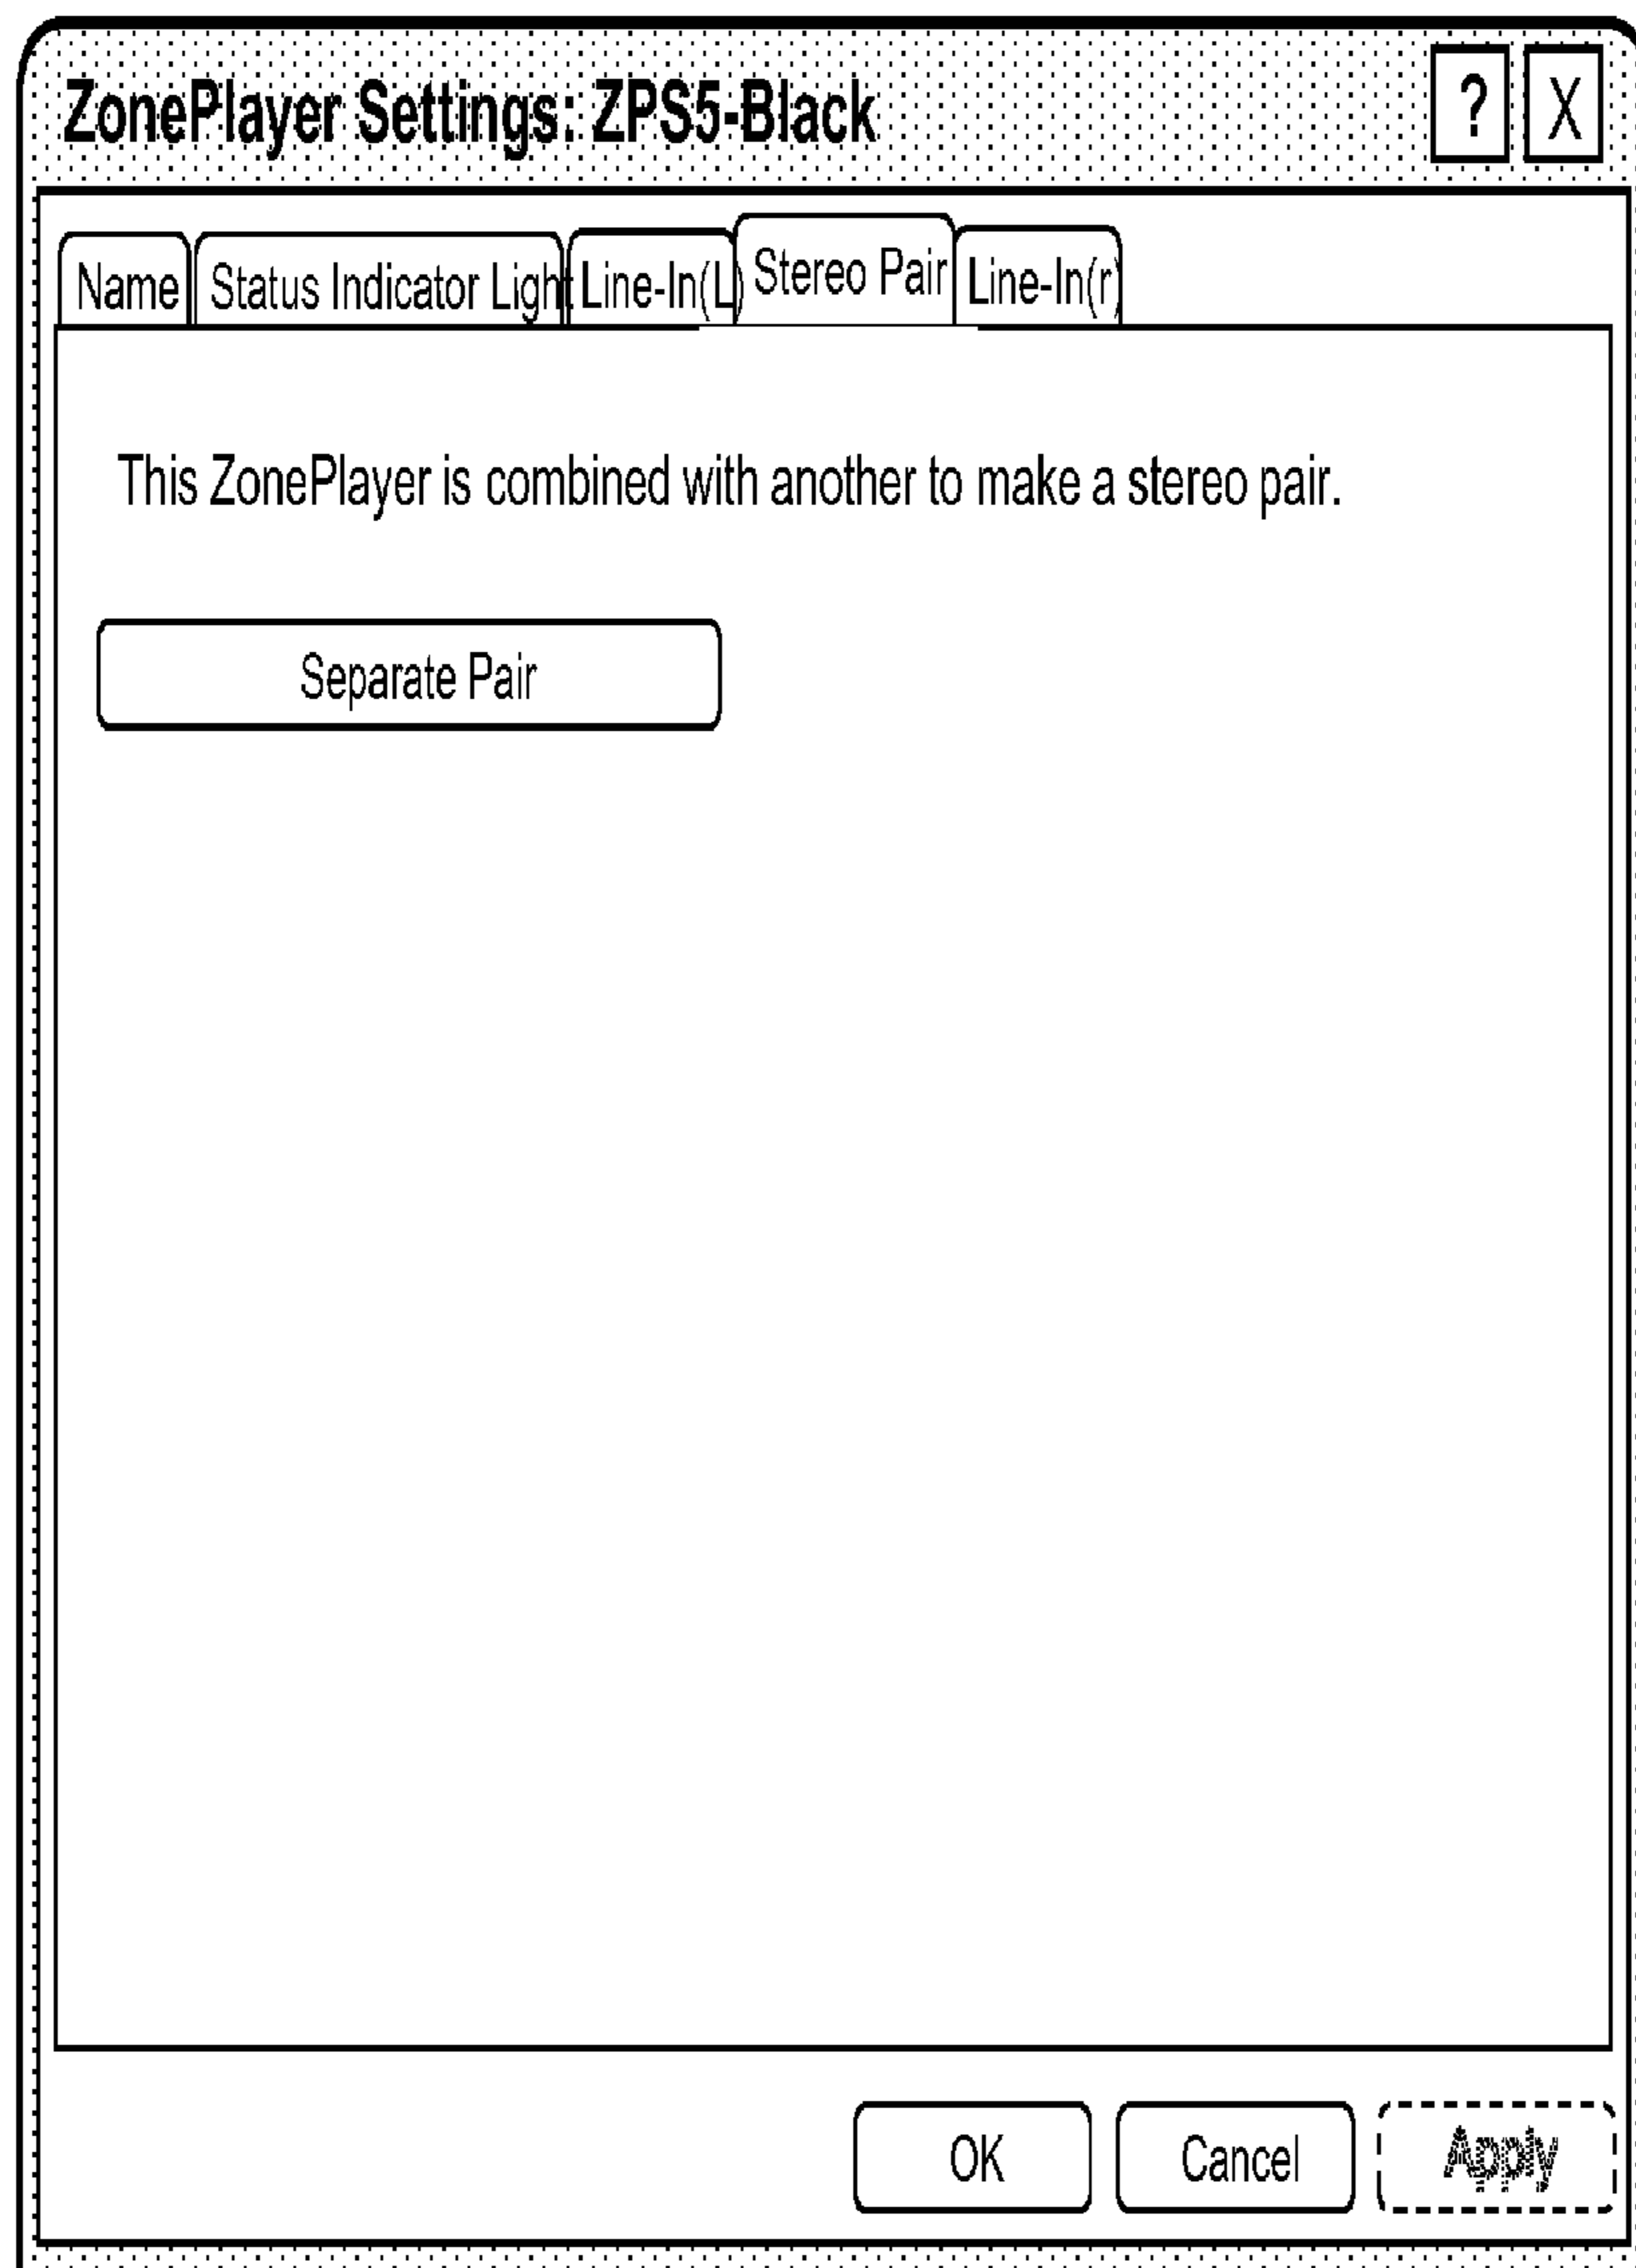 ZonePlayer Settings: ZPS5-Black ? X
Name Status Indicator Light Line-In(L) Stereo Pair Line-In(r)
This ZonePlayer is combined with another to make a stereo pair.
Separate Pair
OK Cancel Apply